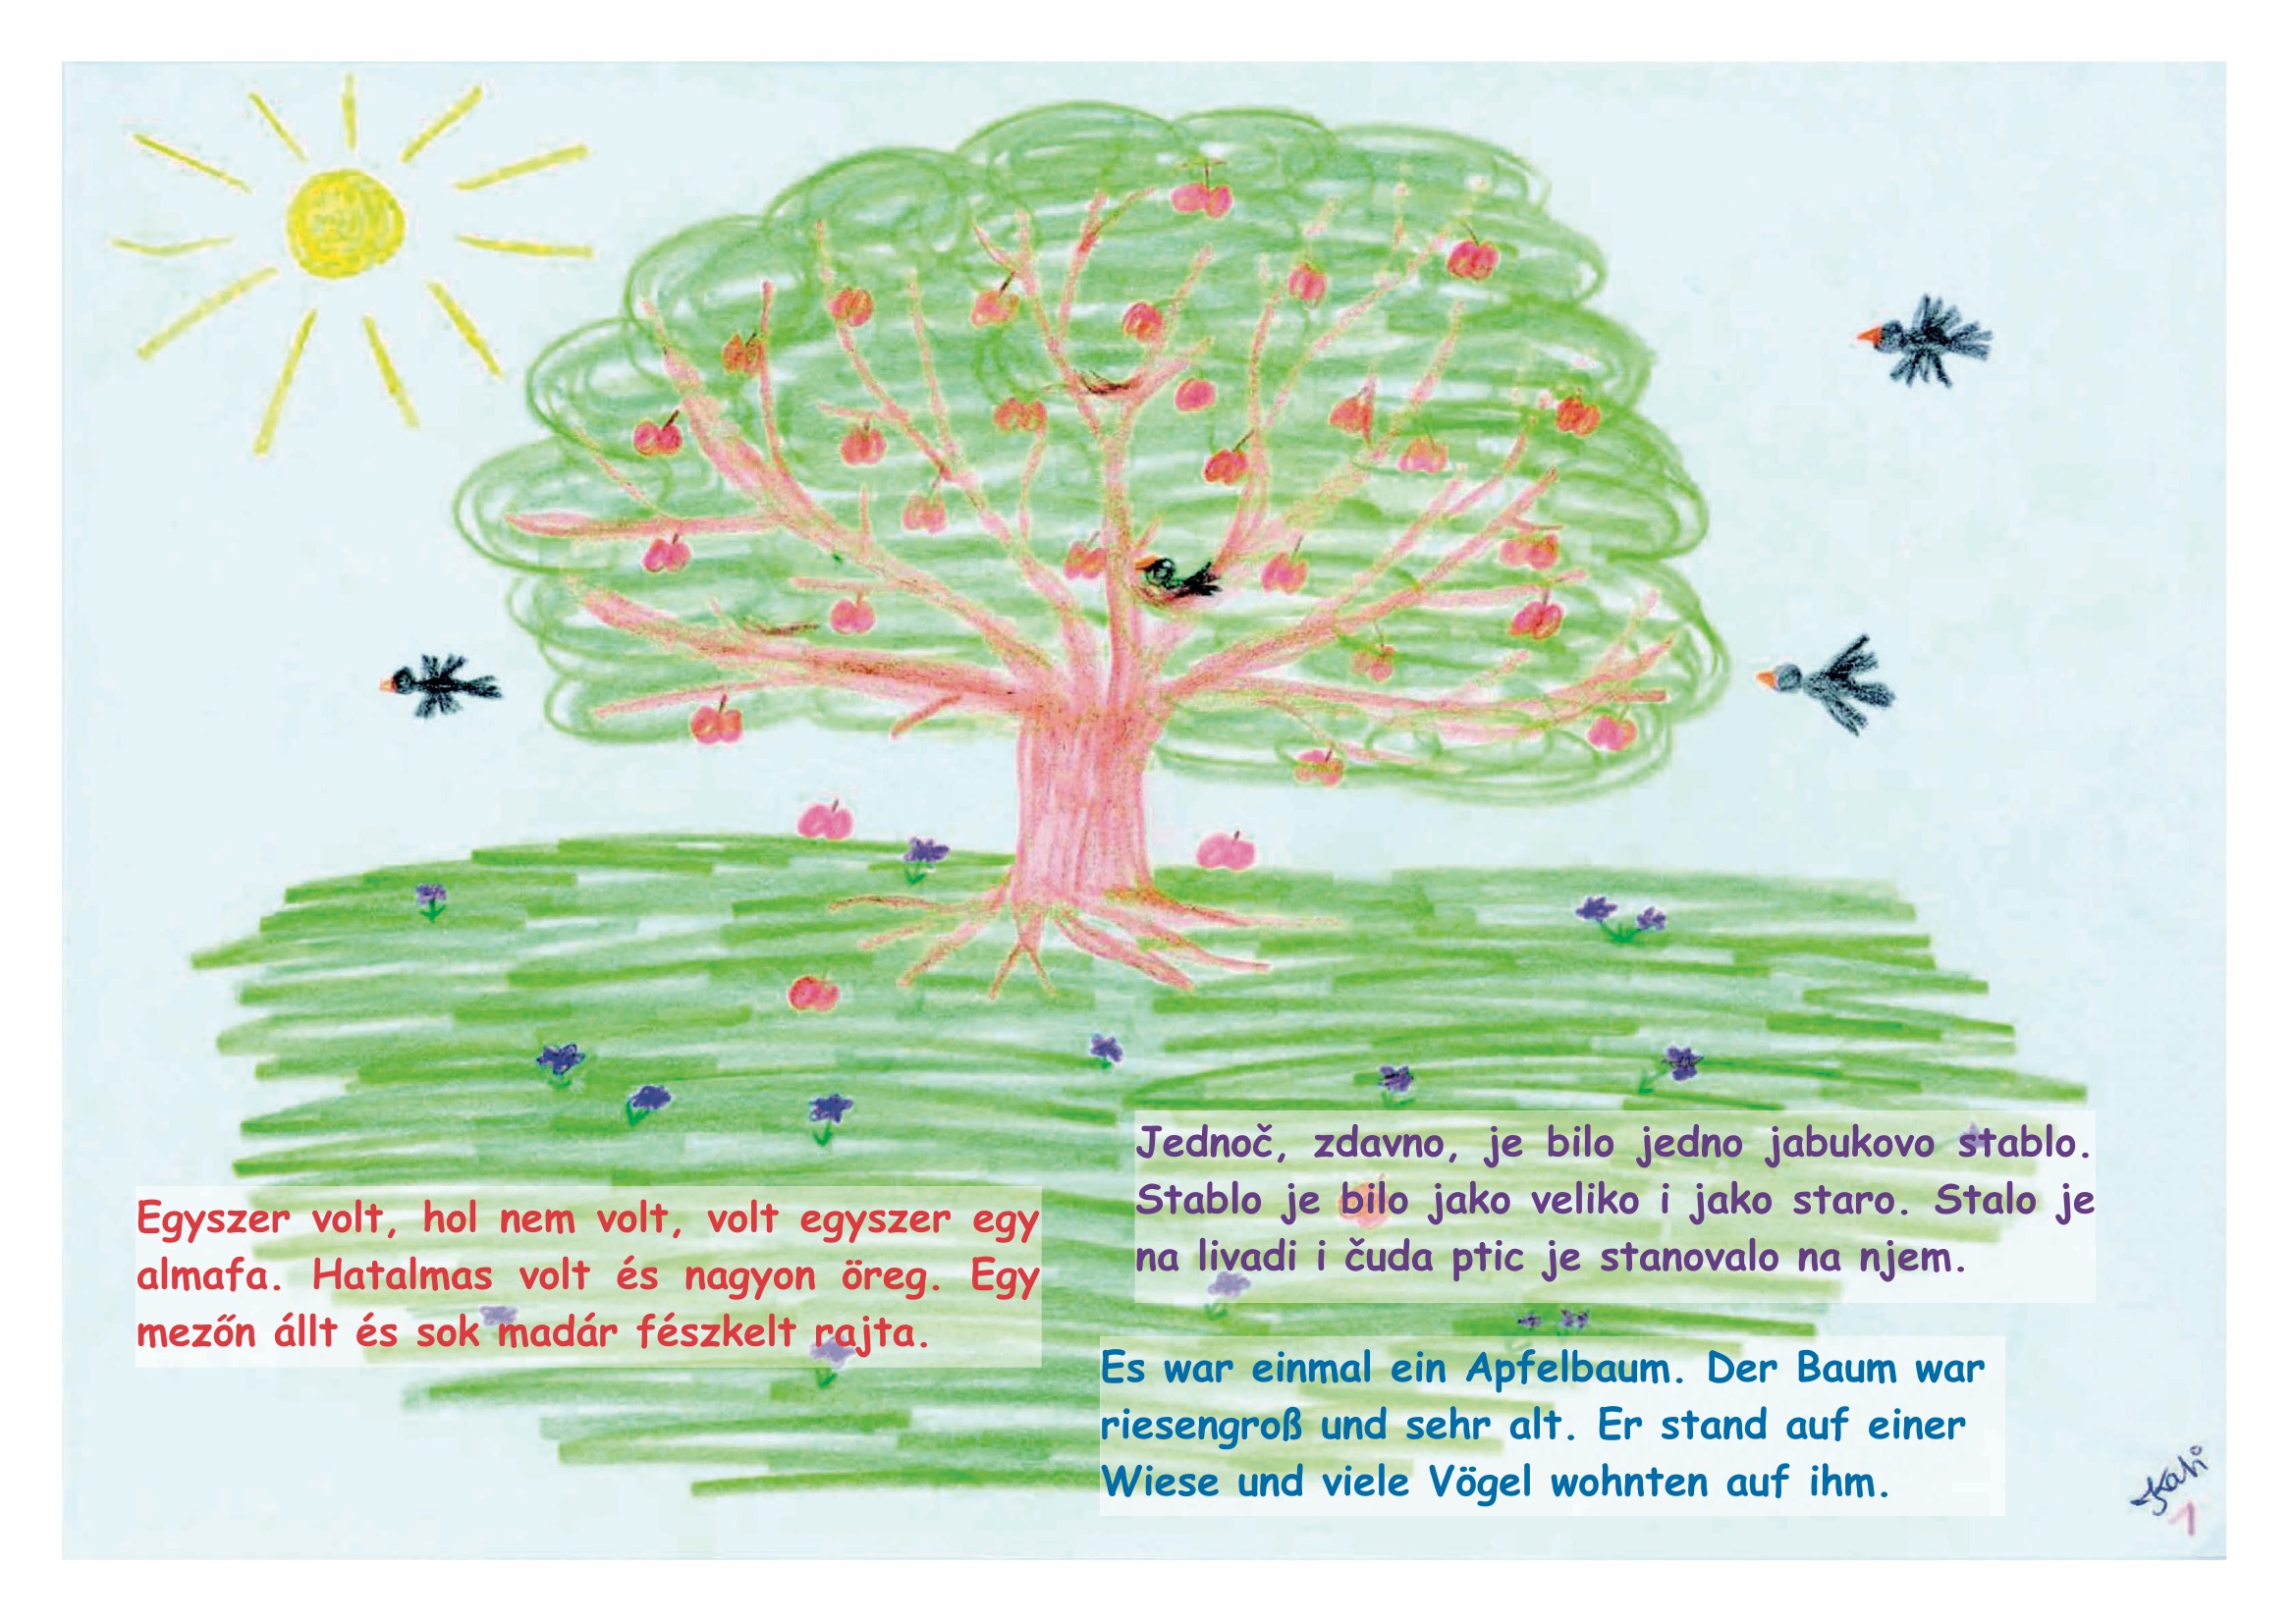 Egyszer volt, hol nem volt, volt egyszer egy
almafa. Hatalmas volt és nagyon öreg. Egy
mezőn állt és sok madár fészkelt rajta.
Jednoč, zdavno, je bilo jedno jabukovo stablo.
Stablo je bilo jako veliko i jako staro. Stalo je
na livadi i čuda ptic je stanovalo na njem.
Es war einmal ein Apfelbaum. Der Baum war
riesengroß und sehr alt. Er stand auf einer
Wiese und viele Vögel wohnten auf ihm.
Kati
1